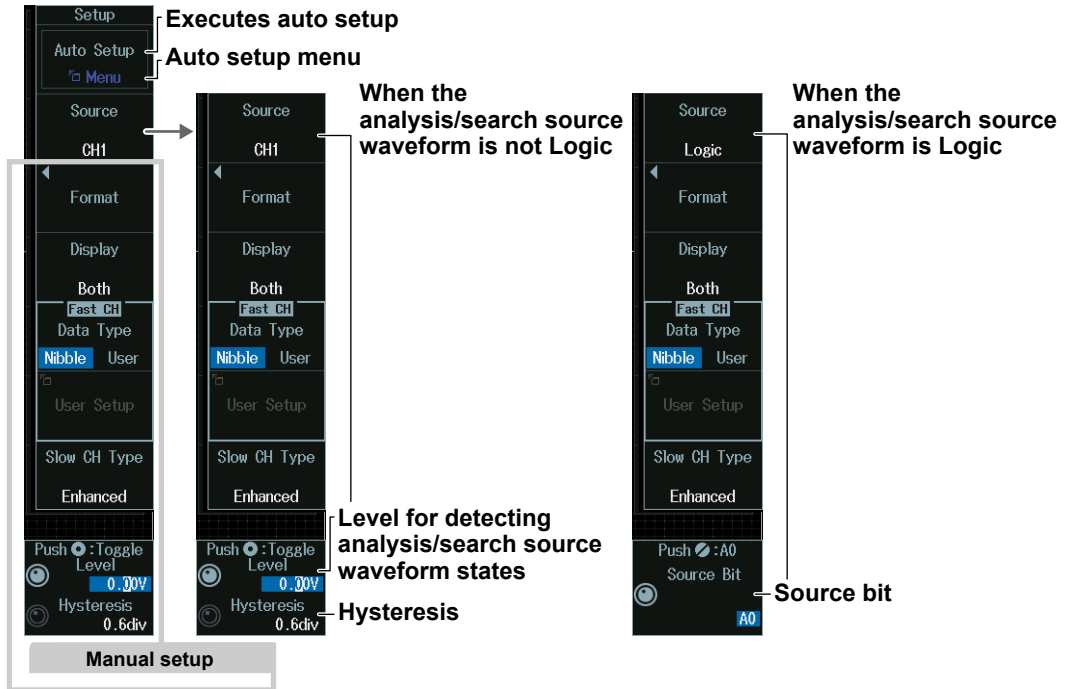 Setup
Auto Setup
Menu
Source
CH1
Format
Display
Both
Fast CH
Data Type
Nibble User
User Setup
Slow CH Type
Enhanced
Push :Toggle
Level
0.00V
Hysteresis
0.6div
Manual setup
Executes auto setup
Auto setup menu
Source
CH1
Format
Display
Both
Fast CH
Data Type
Nibble User
User Setup
Slow CH Type
Enhanced
Push :Toggle
Level
0.00V
Hysteresis
0.6div
When the
analysis/search source
waveform is not Logic
Level for detecting
analysis/search source
waveform states
Hysteresis
Source
Logic
Format
Display
Both
Fast CH
Data Type
Nibble User
User Setup
Slow CH Type
Enhanced
Push :A0
Source Bit
A0
When the
analysis/search source
waveform is Logic
Source bit